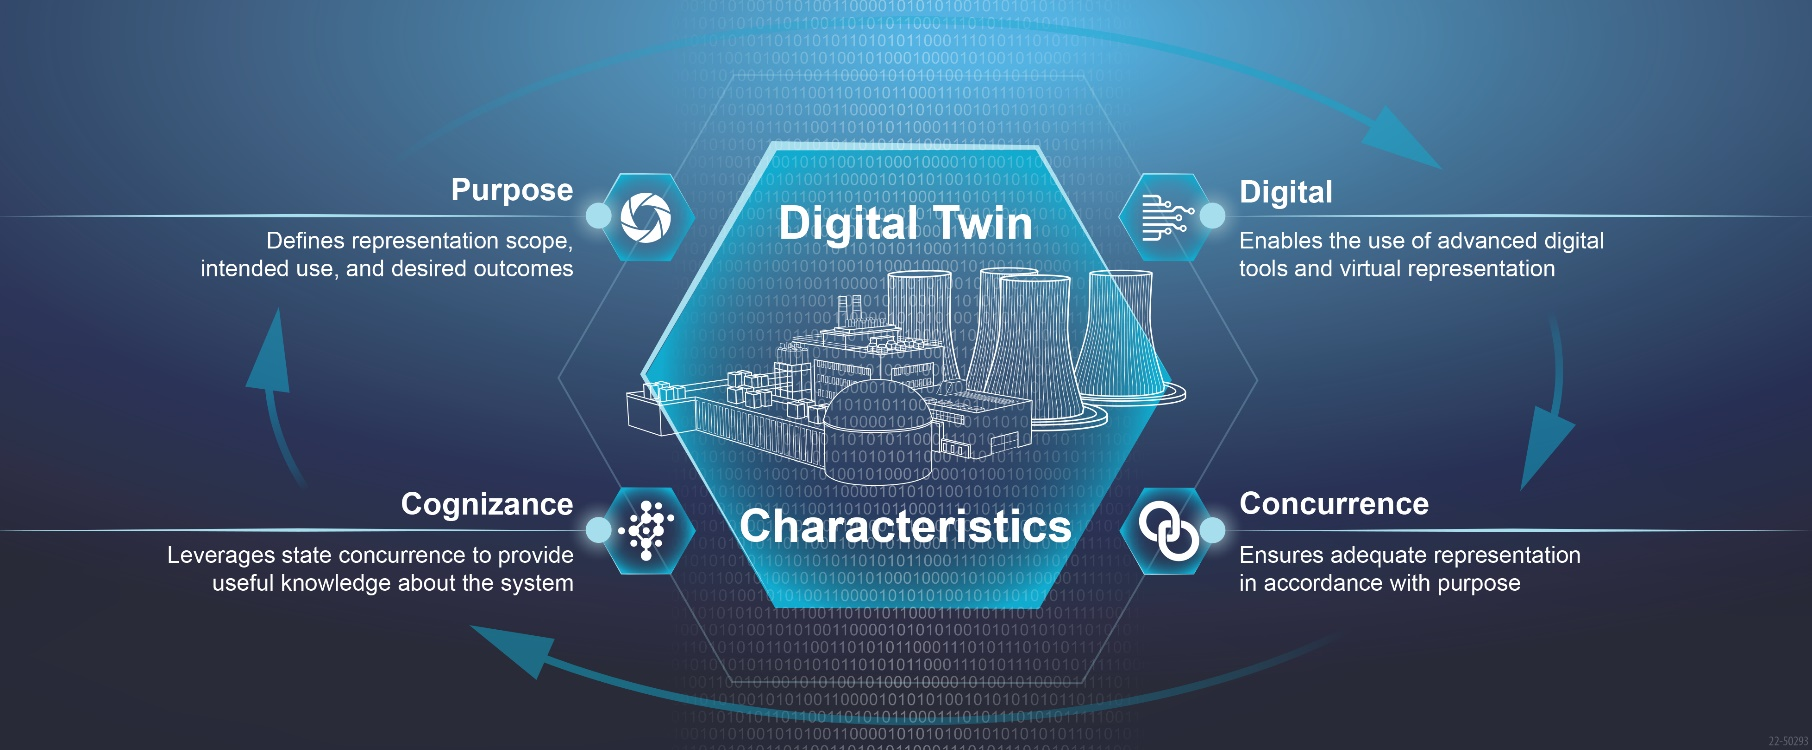 Purpose
Defines representation scope,
intended use, and desired outcomes
Digital Twin
Characteristics
Digital
Enables the use of advanced digital
tools and virtual representation
Cognizance
Leverages state concurrence to provide
useful knowledge about the system
Concurrence
Ensures adequate representation
in accordance with purpose
22-50293